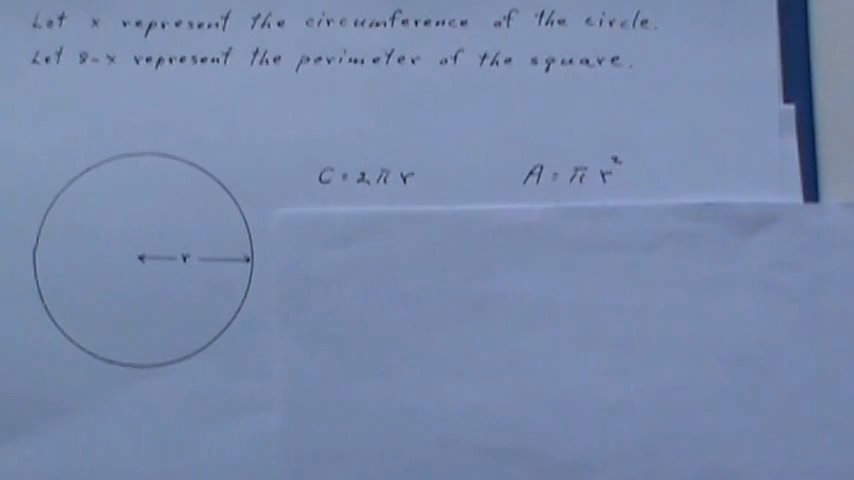 Let x represent the circumference of the circle.
Let 8-x represent the perimeter of the square.
C = 2πr A = πr²
r